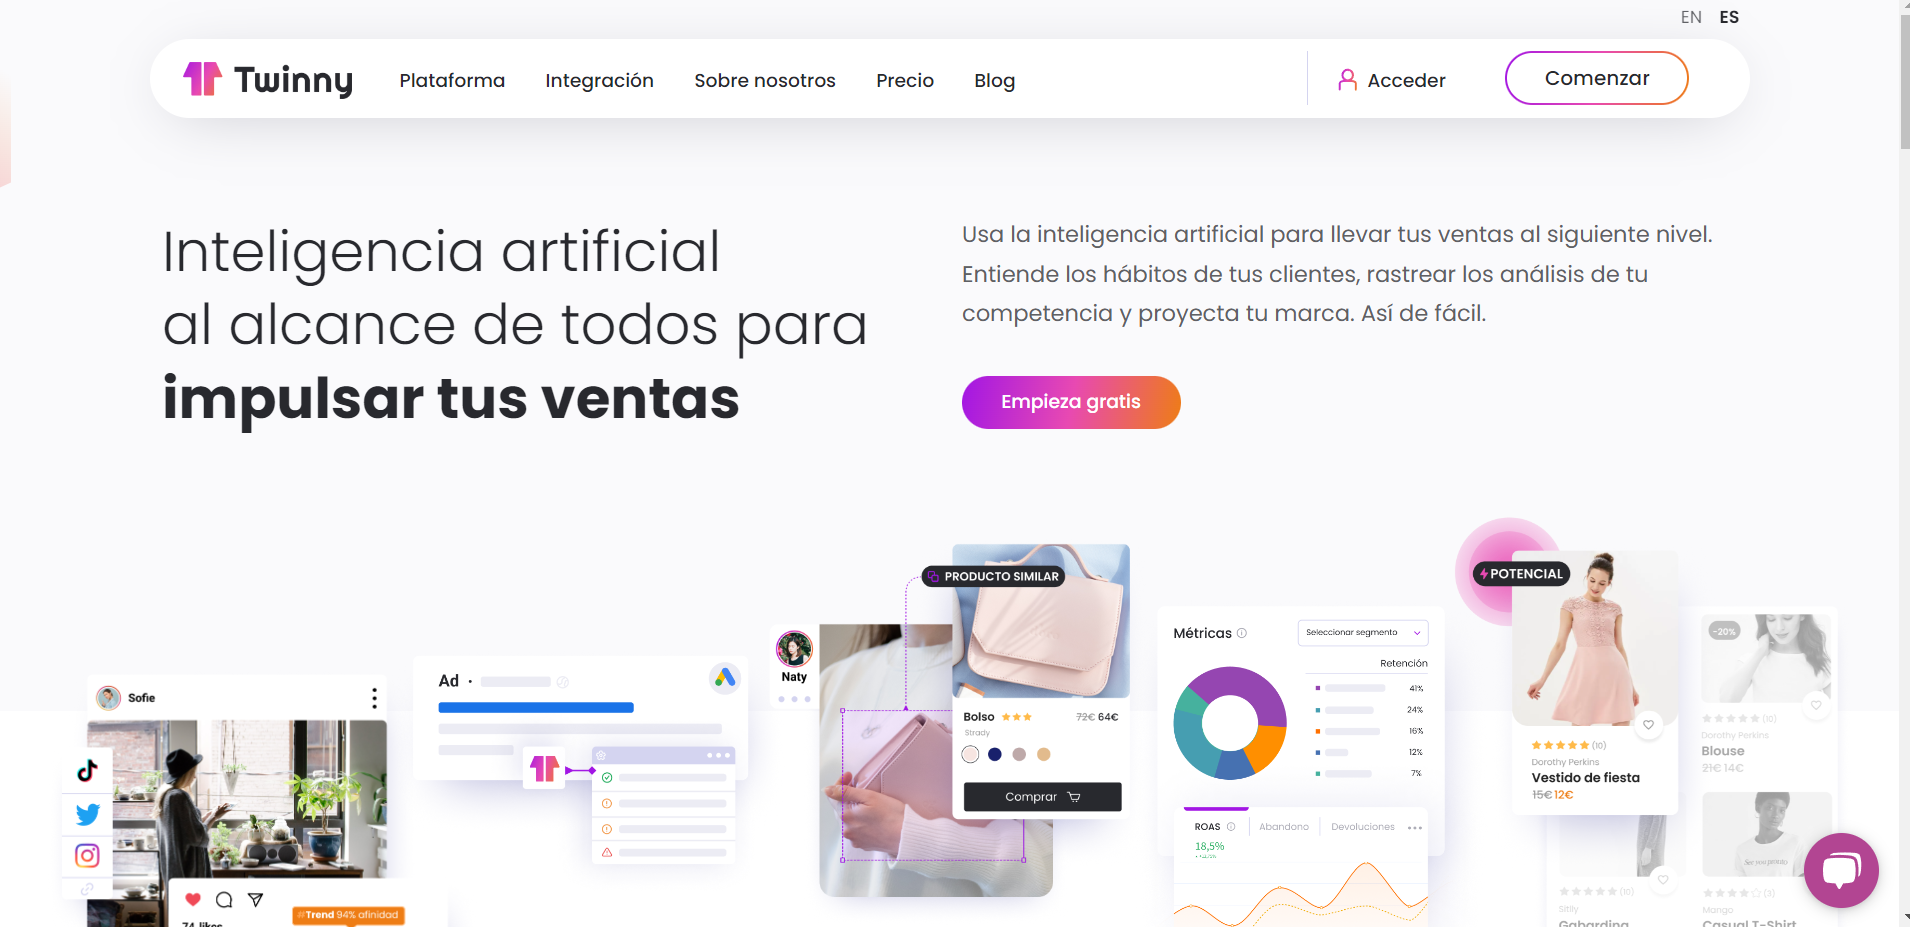 EN ES
Twinny Plataforma Integración Sobre nosotros Precio Blog Acceder Comenzar
Inteligencia artificial
al alcance de todos para
impulsar tus ventas
Usa la inteligencia artificial para llevar tus ventas al siguiente nivel.
Entiende los hábitos de tus clientes, rastrear los análisis de tu
competencia y proyecta tu marca. Así de fácil.
Empieza gratis
Sofie
74 likes
#Trend 94% afinidad
Ad ·
Naty
PRODUCTO SIMILAR
Bolso 72€ 64€
Strady
Comprar
Métricas Seleccionar segmento
Retención
41%
24%
16%
12%
7%
ROAS Abandono Devoluciones
18,5%
POTENCIAL
(10)
Dorothy Perkins
Vestido de fiesta
15€ 12€
-20%
(10)
Dorothy Perkins
Blouse
21€ 14€
(10)
Sittly
Gabardina
See you pronto
(3)
Mango
Casual T-Shirt